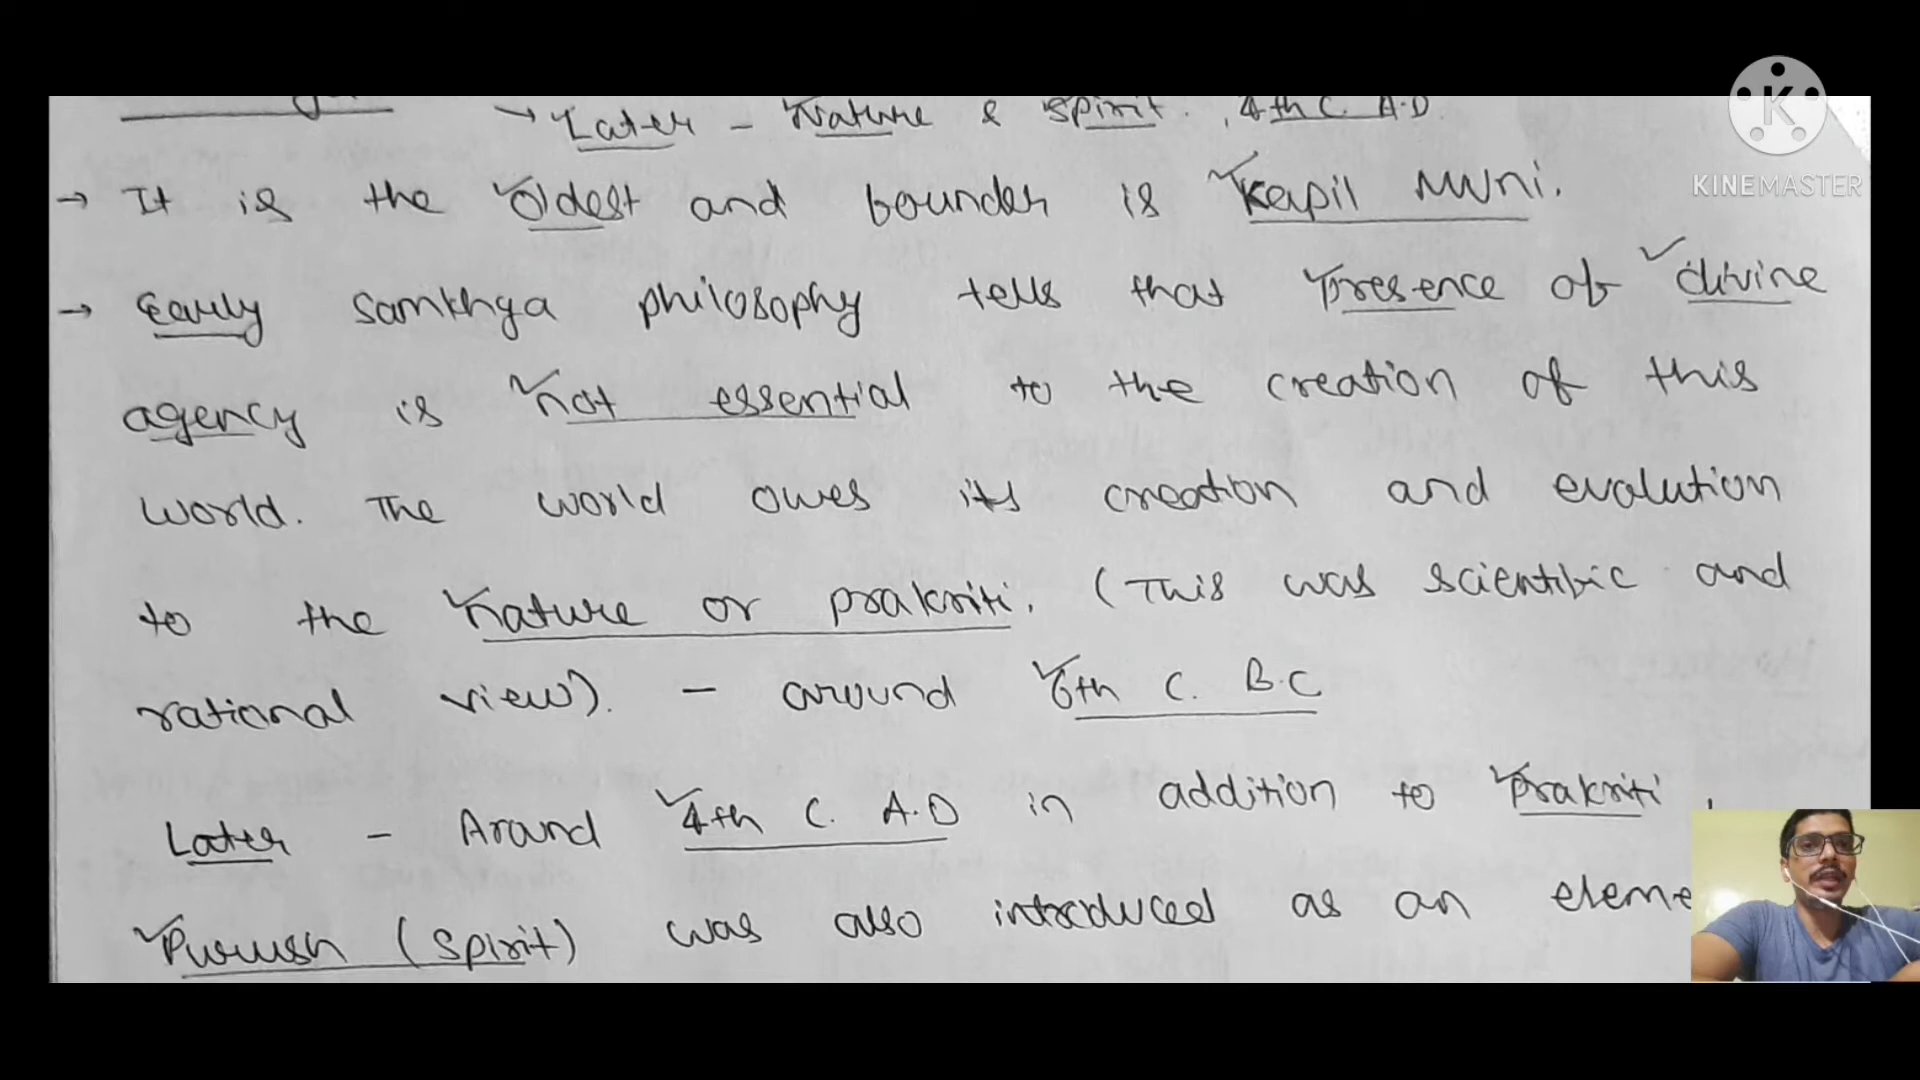 → Later - Nature & spirit. , 4th C. A.D.
KINEMASTER
→ It is the oldest and founder is Kapil Muni.
→ Early samkhya philosophy tells that presence of divine
agency is not essential to the creation of this
world. The world owes its creation and evolution
to the nature or prakriti. (This was scientific and
rational view). - around 6th C. B.C
Later - Around 4th C. A.D in addition to Prakriti,
Purush (spirit) was also introduced as an eleme